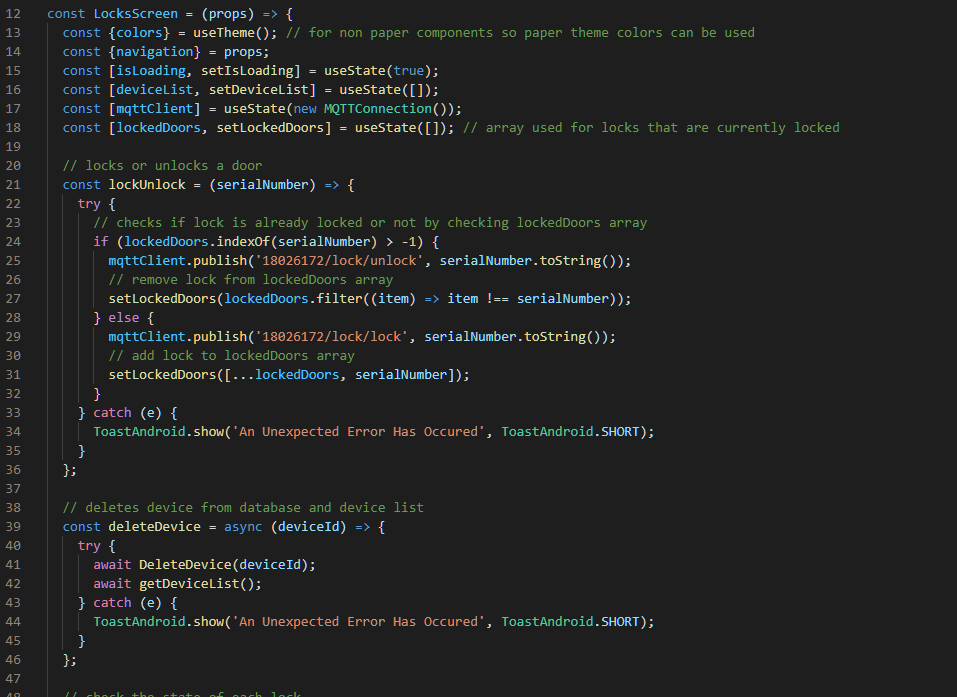 12 const LocksScreen = (props) => {
13   const {colors} = useTheme(); // for non paper components so paper theme colors can be used
14   const {navigation} = props;
15   const [isLoading, setIsLoading] = useState(true);
16   const [deviceList, setDeviceList] = useState([]);
17   const [mqttClient] = useState(new MQTTConnection());
18   const [lockedDoors, setLockedDoors] = useState([]); // array used for locks that are currently locked
19
20   // locks or unlocks a door
21   const lockUnlock = (serialNumber) => {
22     try {
23       // checks if lock is already locked or not by checking lockedDoors array
24       if (lockedDoors.indexOf(serialNumber) > -1) {
25         mqttClient.publish('18026172/lock/unlock', serialNumber.toString());
26         // remove lock from lockedDoors array
27         setLockedDoors(lockedDoors.filter((item) => item !== serialNumber));
28       } else {
29         mqttClient.publish('18026172/lock/lock', serialNumber.toString());
30         // add lock to lockedDoors array
31         setLockedDoors([...lockedDoors, serialNumber]);
32       }
33     } catch (e) {
34       ToastAndroid.show('An Unexpected Error Has Occured', ToastAndroid.SHORT);
35     }
36   };
37
38   // deletes device from database and device list
39   const deleteDevice = async (deviceId) => {
40     try {
41       await DeleteDevice(deviceId);
42       await getDeviceList();
43     } catch (e) {
44       ToastAndroid.show('An Unexpected Error Has Occured', ToastAndroid.SHORT);
45     }
46   };
47
48   // check the state of each lock